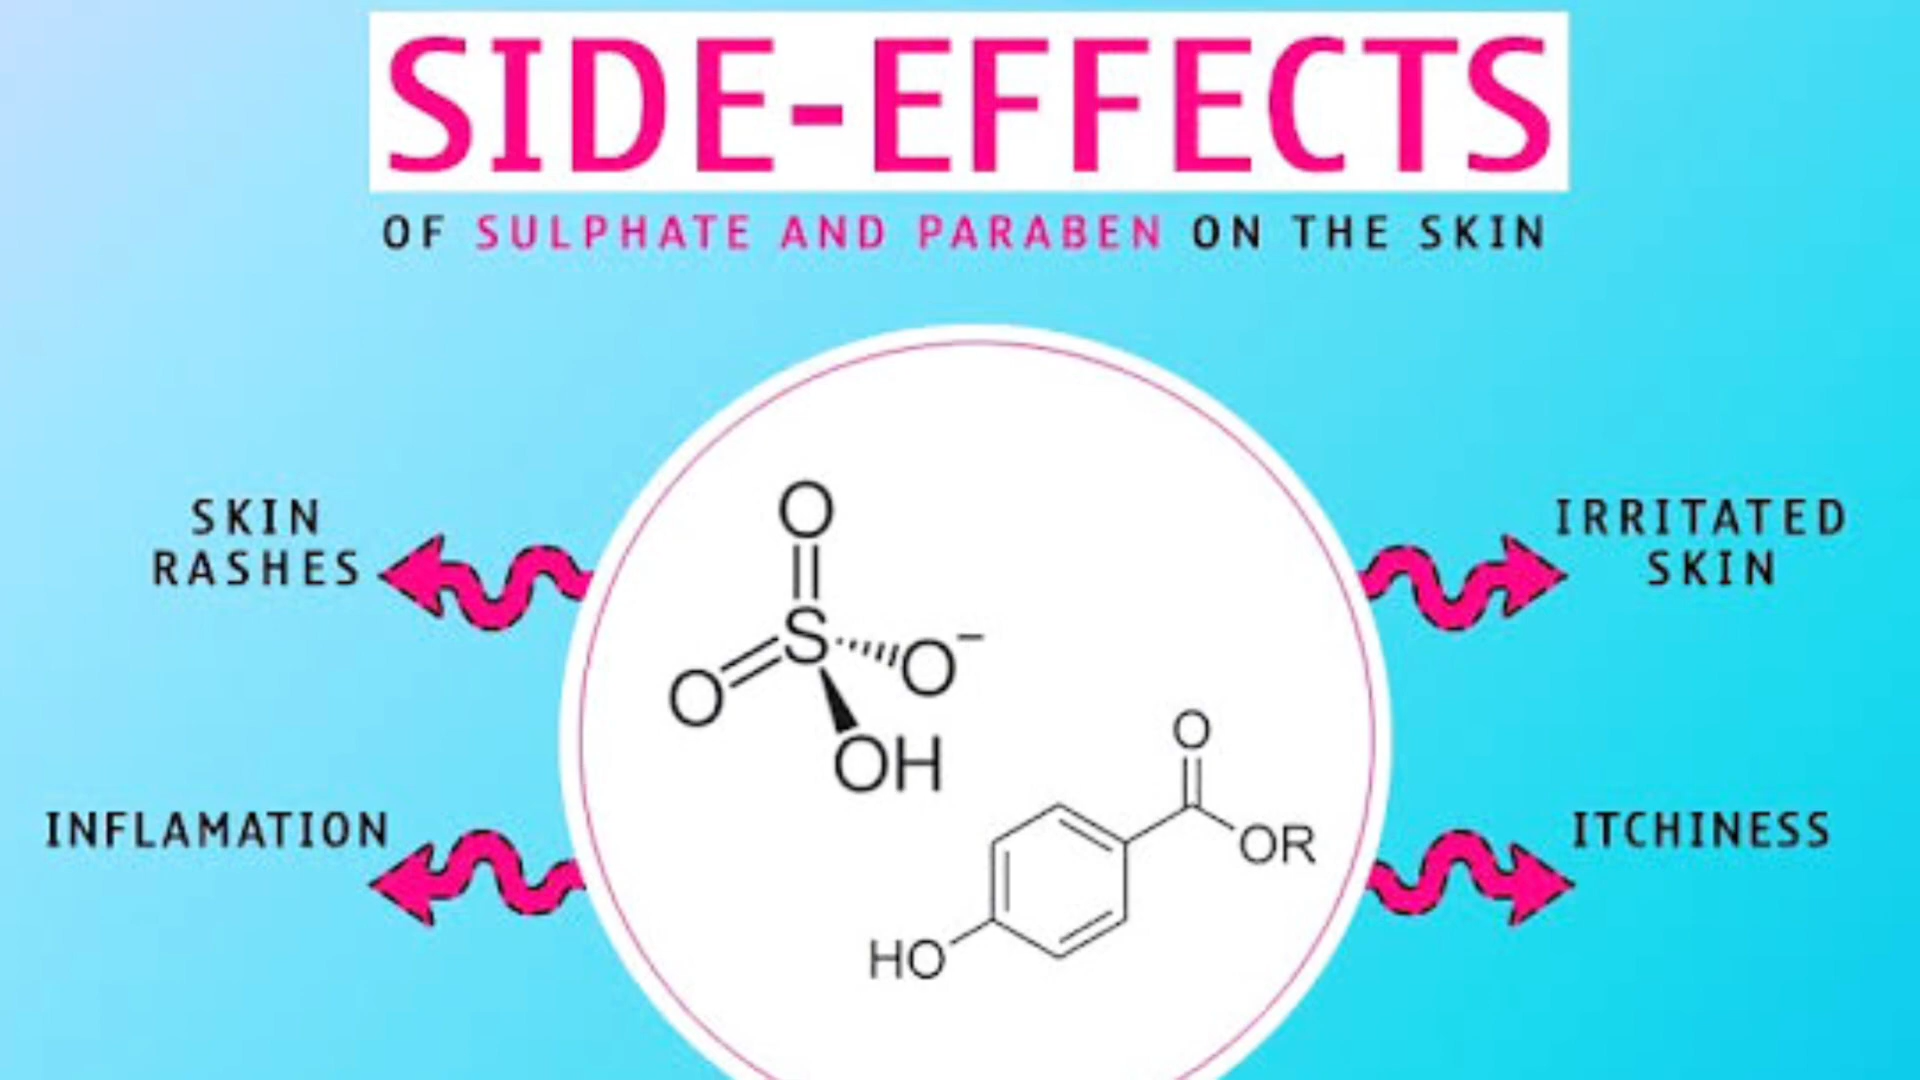 SIDE-EFFECTS
OF SULPHATE AND PARABEN ON THE SKIN
SKIN
RASHES
IRRITATED
SKIN
INFLAMATION
ITCHINESS
O
S
O⁻
O
OH
O
OR
HO